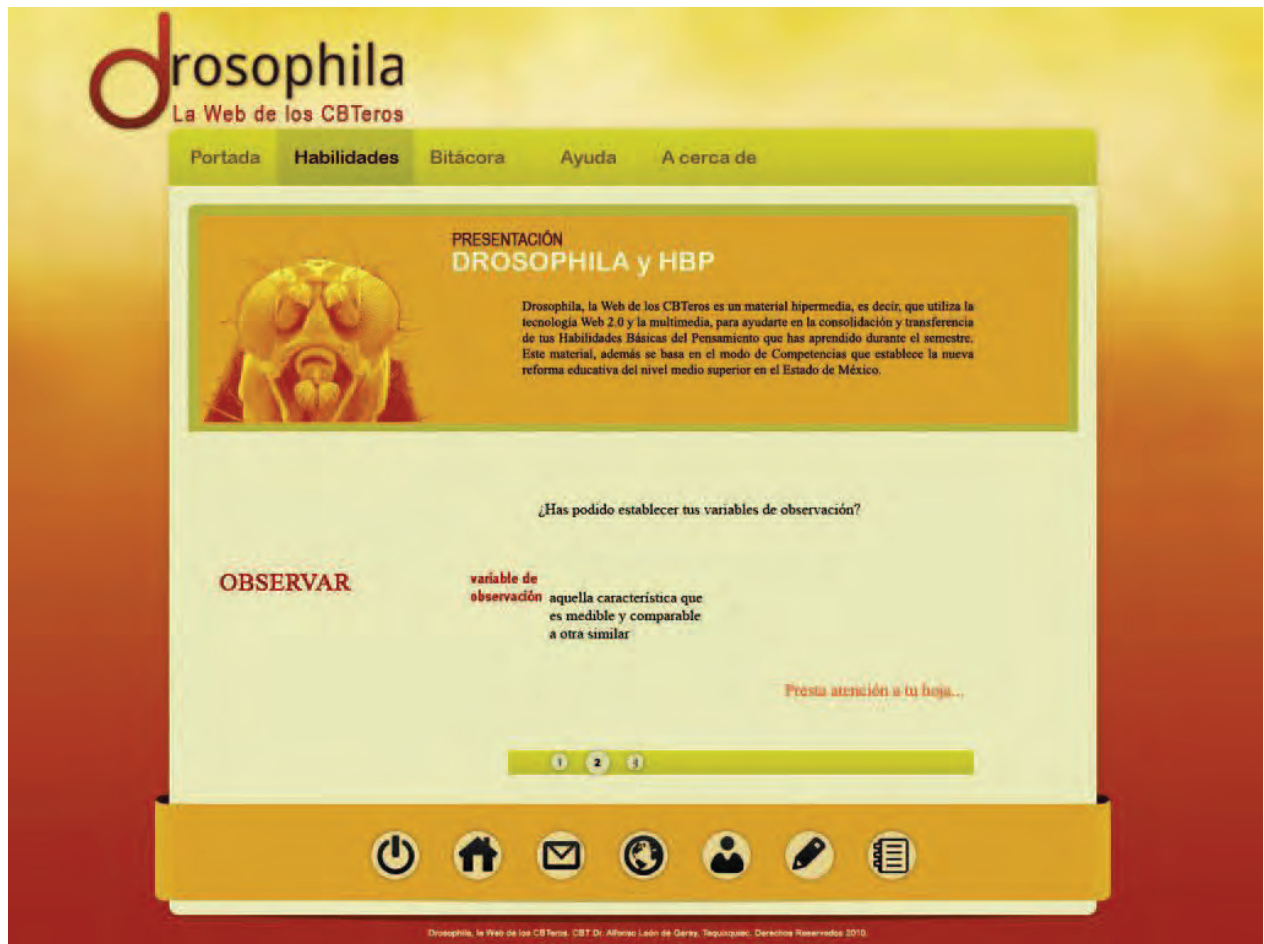 drosophila
La Web de los CBTeros
Portada Habilidades Bitácora Ayuda A cerca de
PRESENTACIÓN
DROSOPHILA y HBP
Drosophila, la Web de los CBTeros es un material hipermedia, es decir, que utiliza la
tecnología Web 2.0 y la multimedia, para ayudarte en la consolidación y transferencia
de tus Habilidades Básicas del Pensamiento que has aprendido durante el semestre.
Este material, además se basa en el modo de Competencias que establece la nueva
reforma educativa del nivel medio superior en el Estado de México.
¿Has podido establecer tus variables de observación?
OBSERVAR
variable de
observación
aquella característica que
es medible y comparable
a otra similar
Presta atención a tu hoja...
1 2 3
Drosophila, le Web de los CBTeros. CBT Dr. Alfonso León de Garay, Tequixquiac. Derechos Reservados 2010.